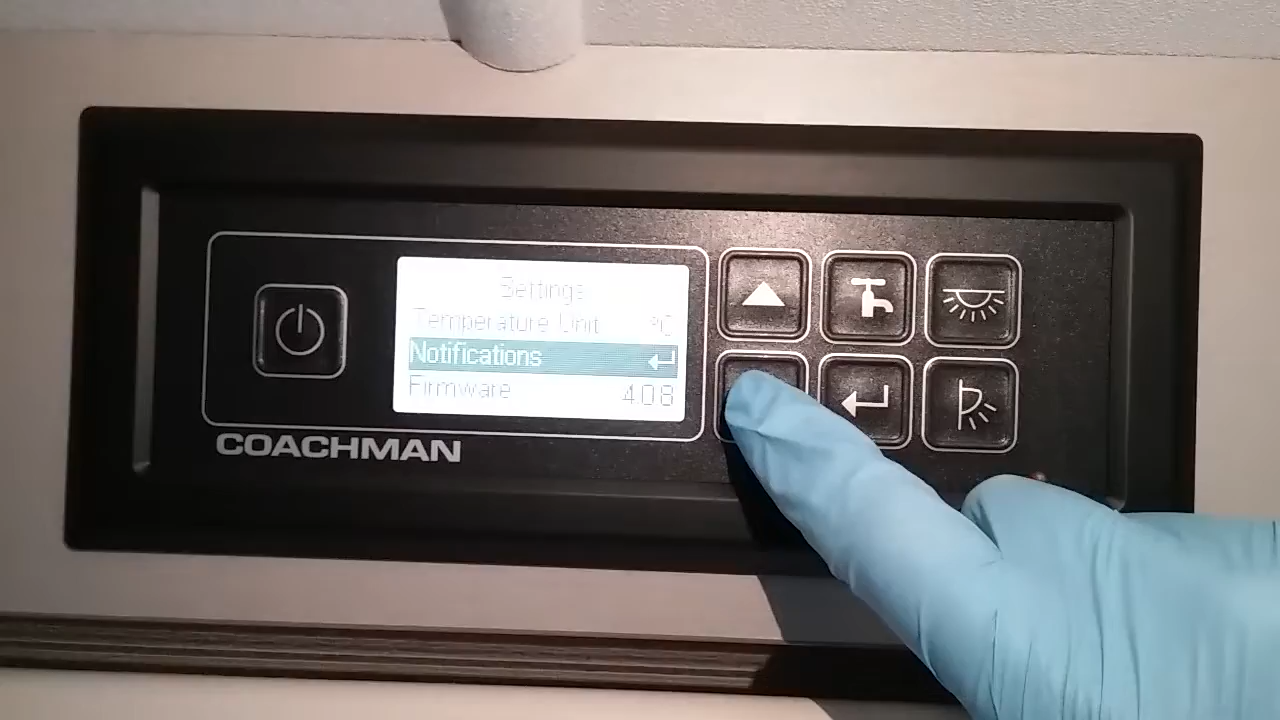 Settings
Temperature Unit °C
Notifications
Firmware 408
COACHMAN